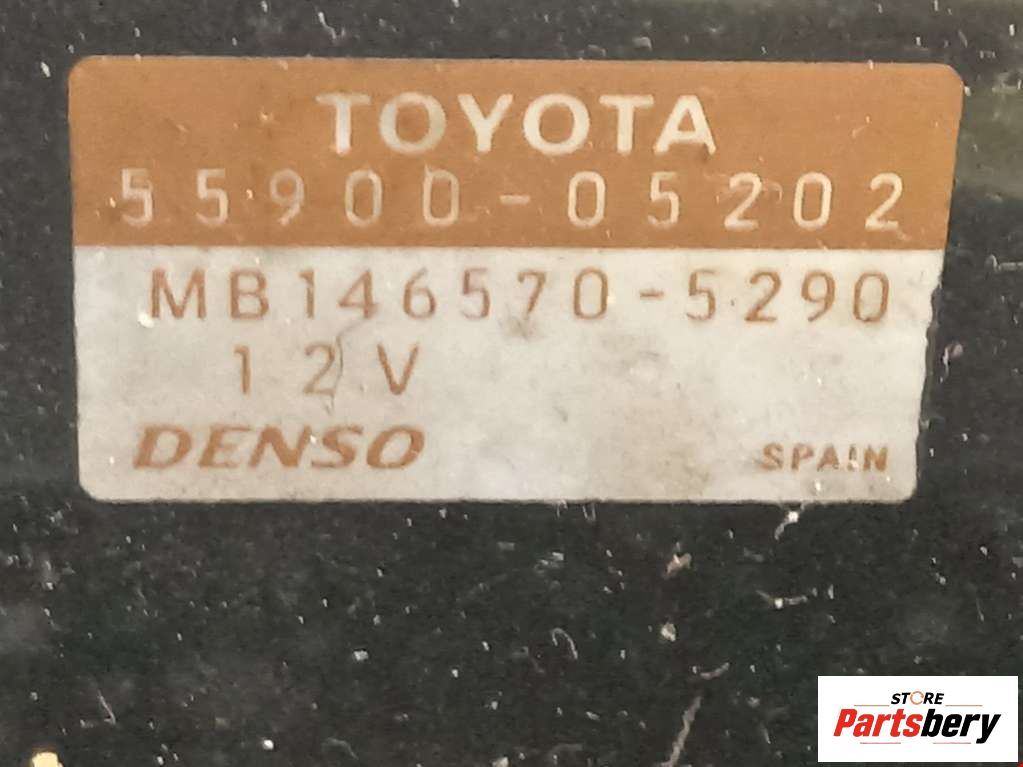 TOYOTA
55900-05202
MB146570-5290
12V
DENSO
SPAIN
STORE
Partsbery